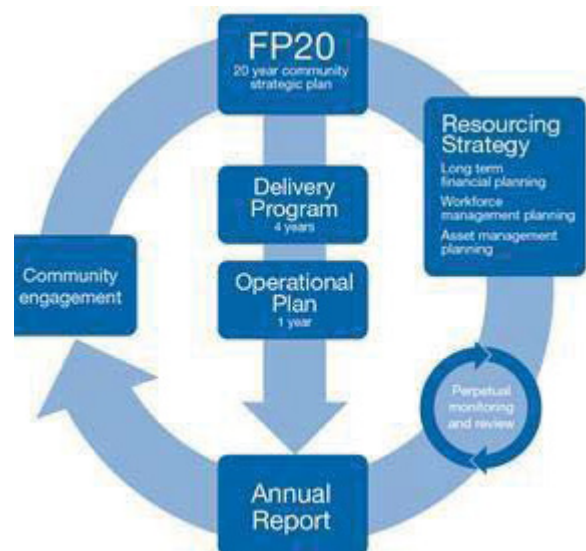 FP20
20 year community
strategic plan
Resourcing
Strategy
Long term
financial planning
Workforce
management planning
Asset management
planning
Delivery
Program
4 years
Community
engagement
Operational
Plan
1 year
Perpetual
monitoring
and review
Annual
Report